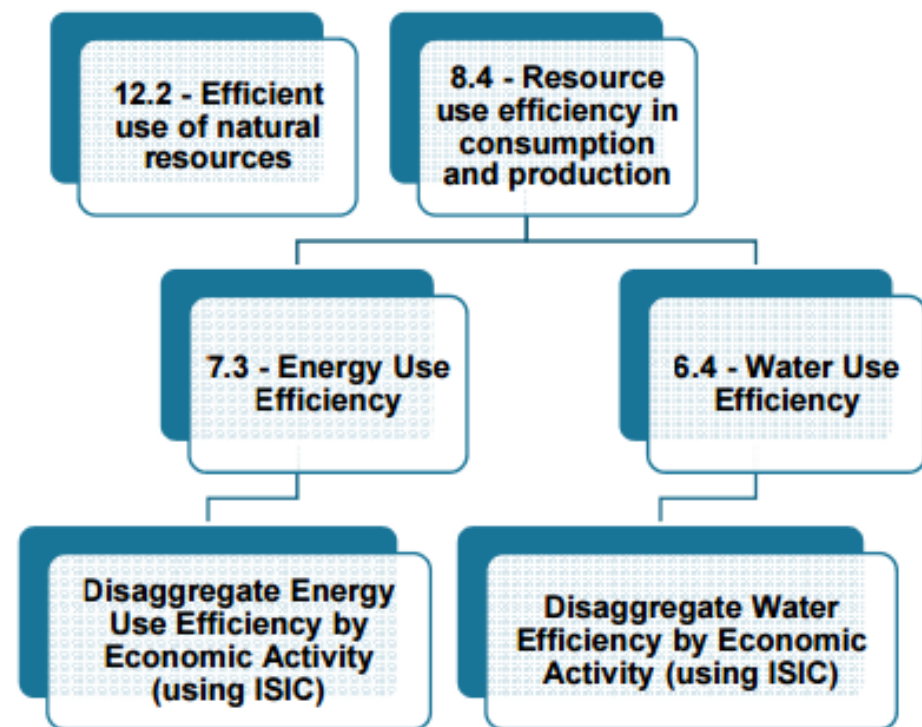 12.2 - Efficient
use of natural
resources
8.4 - Resource
use efficiency in
consumption
and production
7.3 - Energy Use
Efficiency
6.4 - Water Use
Efficiency
Disaggregate Energy
Use Efficiency by
Economic Activity
(using ISIC)
Disaggregate Water
Efficiency by Economic
Activity (using ISIC)